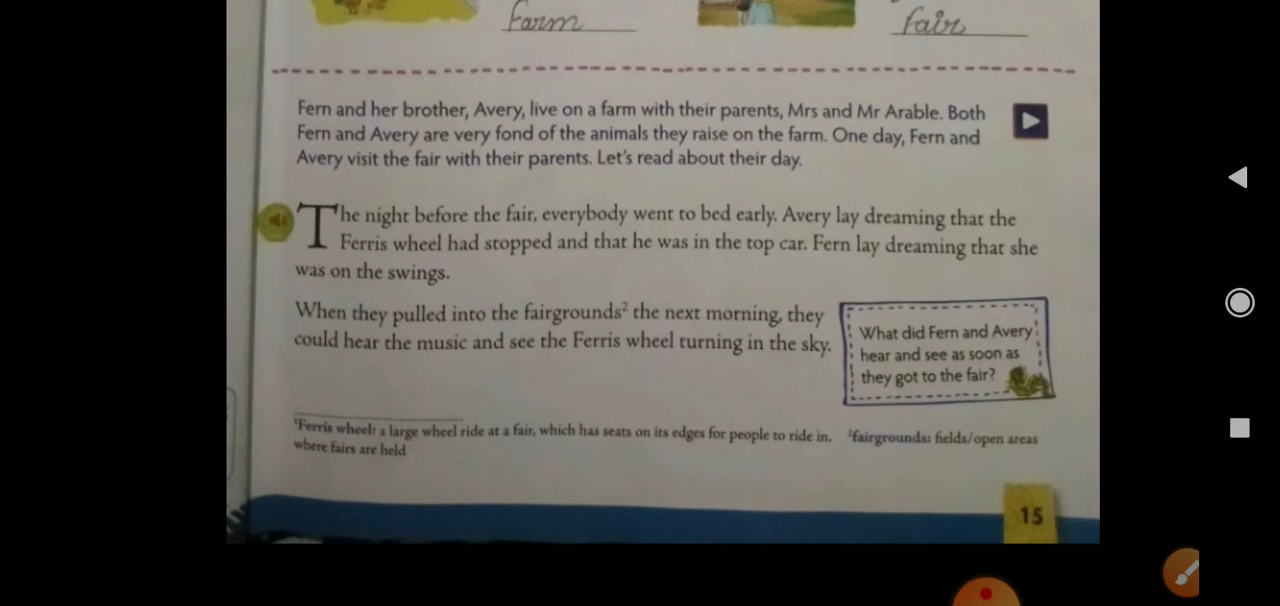 Farm
fair
Fern and her brother, Avery, live on a farm with their parents, Mrs and Mr Arable. Both
Fern and Avery are very fond of the animals they raise on the farm. One day, Fern and
Avery visit the fair with their parents. Let's read about their day.
The night before the fair, everybody went to bed early. Avery lay dreaming that the
Ferris wheel had stopped and that he was in the top car. Fern lay dreaming that she
was on the swings.
When they pulled into the fairgrounds² the next morning, they
could hear the music and see the Ferris wheel turning in the sky.
What did Fern and Avery
hear and see as soon as
they got to the fair?
¹Ferris wheel: a large wheel ride at a fair, which has seats on its edges for people to ride in. ²fairgrounds: fields/open areas
where fairs are held
15